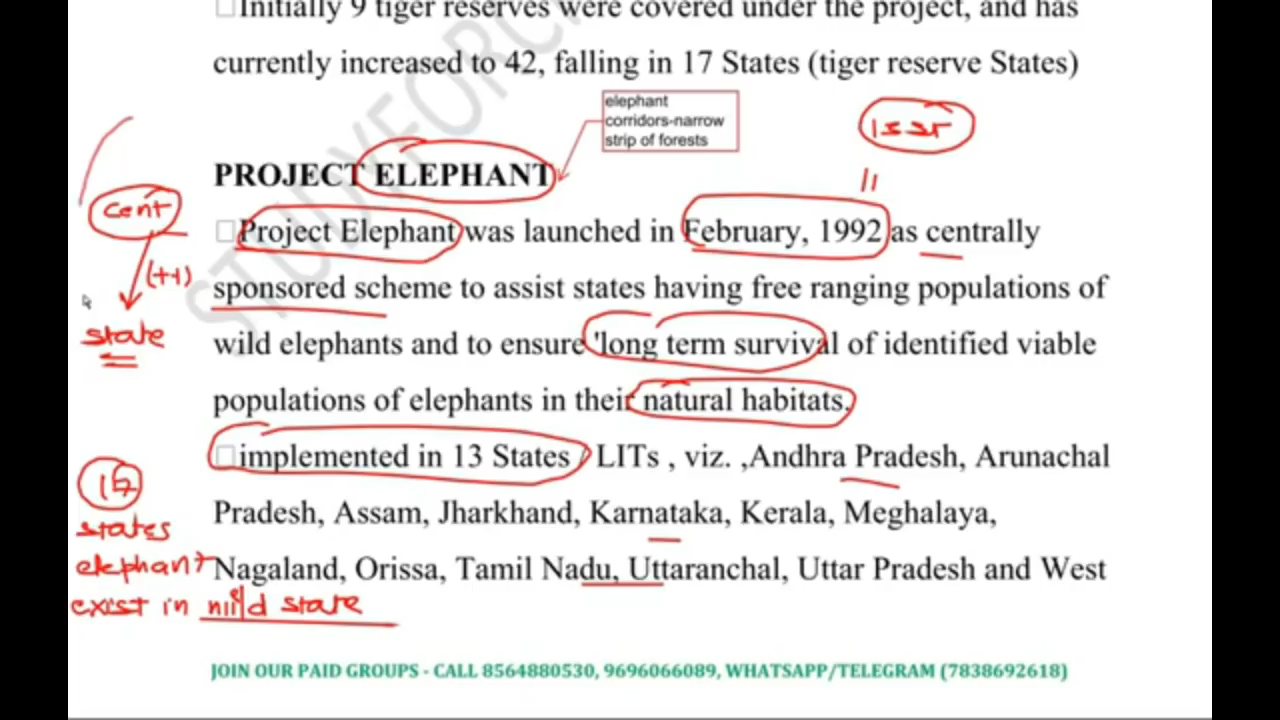 Initially 9 tiger reserves were covered under the project, and has
currently increased to 42, falling in 17 States (tiger reserve States)
elephant
corridors-narrow
strip of forests
PROJECT ELEPHANT
cent
Project Elephant was launched in February, 1992 as centrally
(++)
sponsored scheme to assist states having free ranging populations of
state
wild elephants and to ensure 'long term survival of identified viable
populations of elephants in their natural habitats.
implemented in 13 States / LITs , viz. ,Andhra Pradesh, Arunachal
Pradesh, Assam, Jharkhand, Karnataka, Kerala, Meghalaya,
states
elephant
Nagaland, Orissa, Tamil Nadu, Uttaranchal, Uttar Pradesh and West
exist in state
JOIN OUR PAID GROUPS - CALL 8564880530, 9696066089, WHATSAPP/TELEGRAM (7838692618)